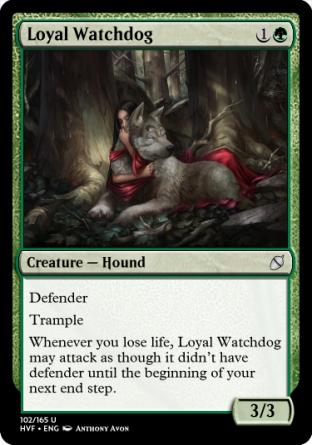 Loyal Watchdog 1
Creature — Hound
Defender
Trample
Whenever you lose life, Loyal Watchdog
may attack as though it didn't have
defender until the beginning of your
next end step.
3/3
102/165 U
HVF • ENG Anthony Avon